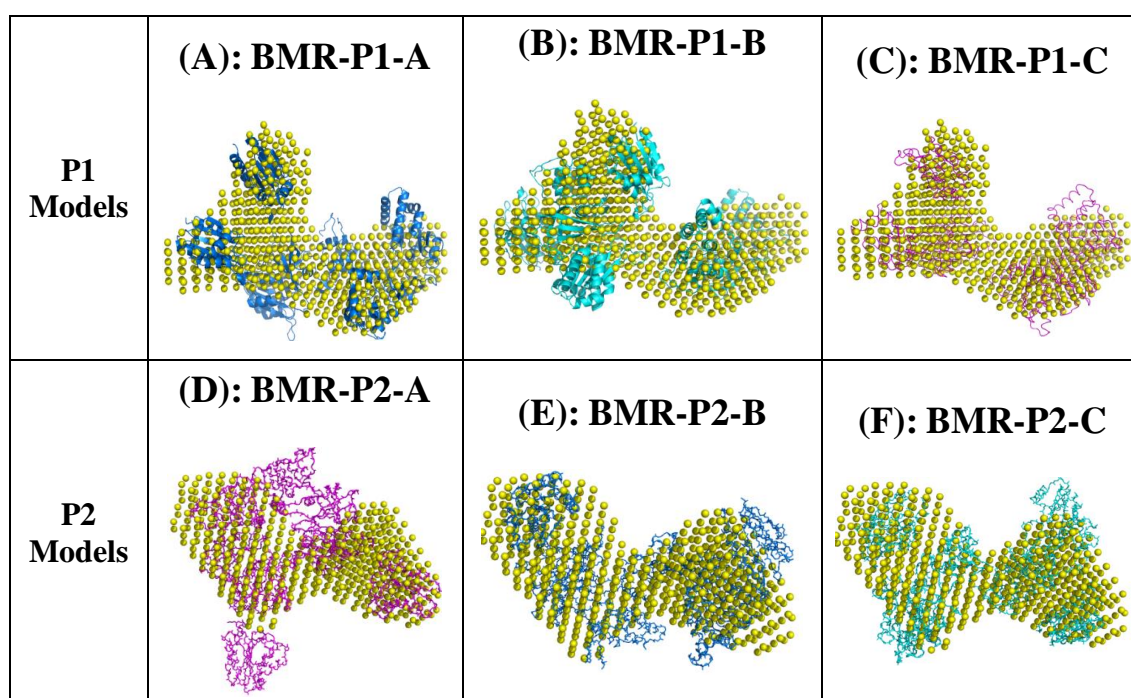 P1
Models
(A): BMR-P1-A
(B): BMR-P1-B
(C): BMR-P1-C
P2
Models
(D): BMR-P2-A
(E): BMR-P2-B
(F): BMR-P2-C